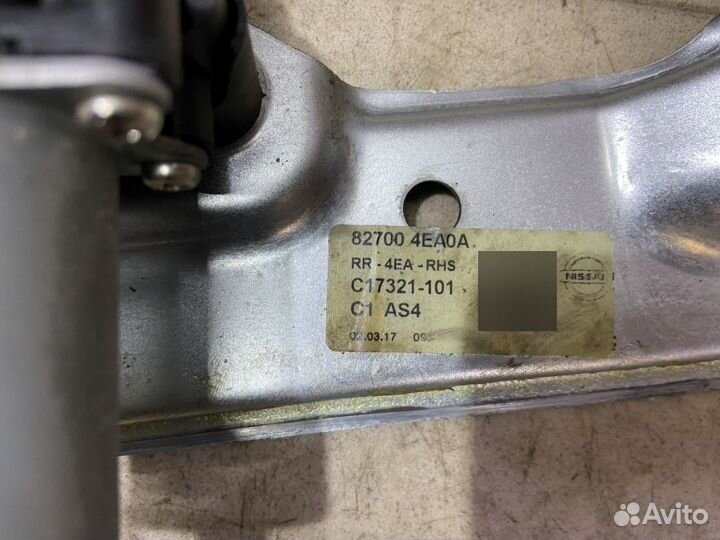 82700 4EA0A
RR - 4EA - RHS
NISSAN
C17321-101
C1 AS4
Avito